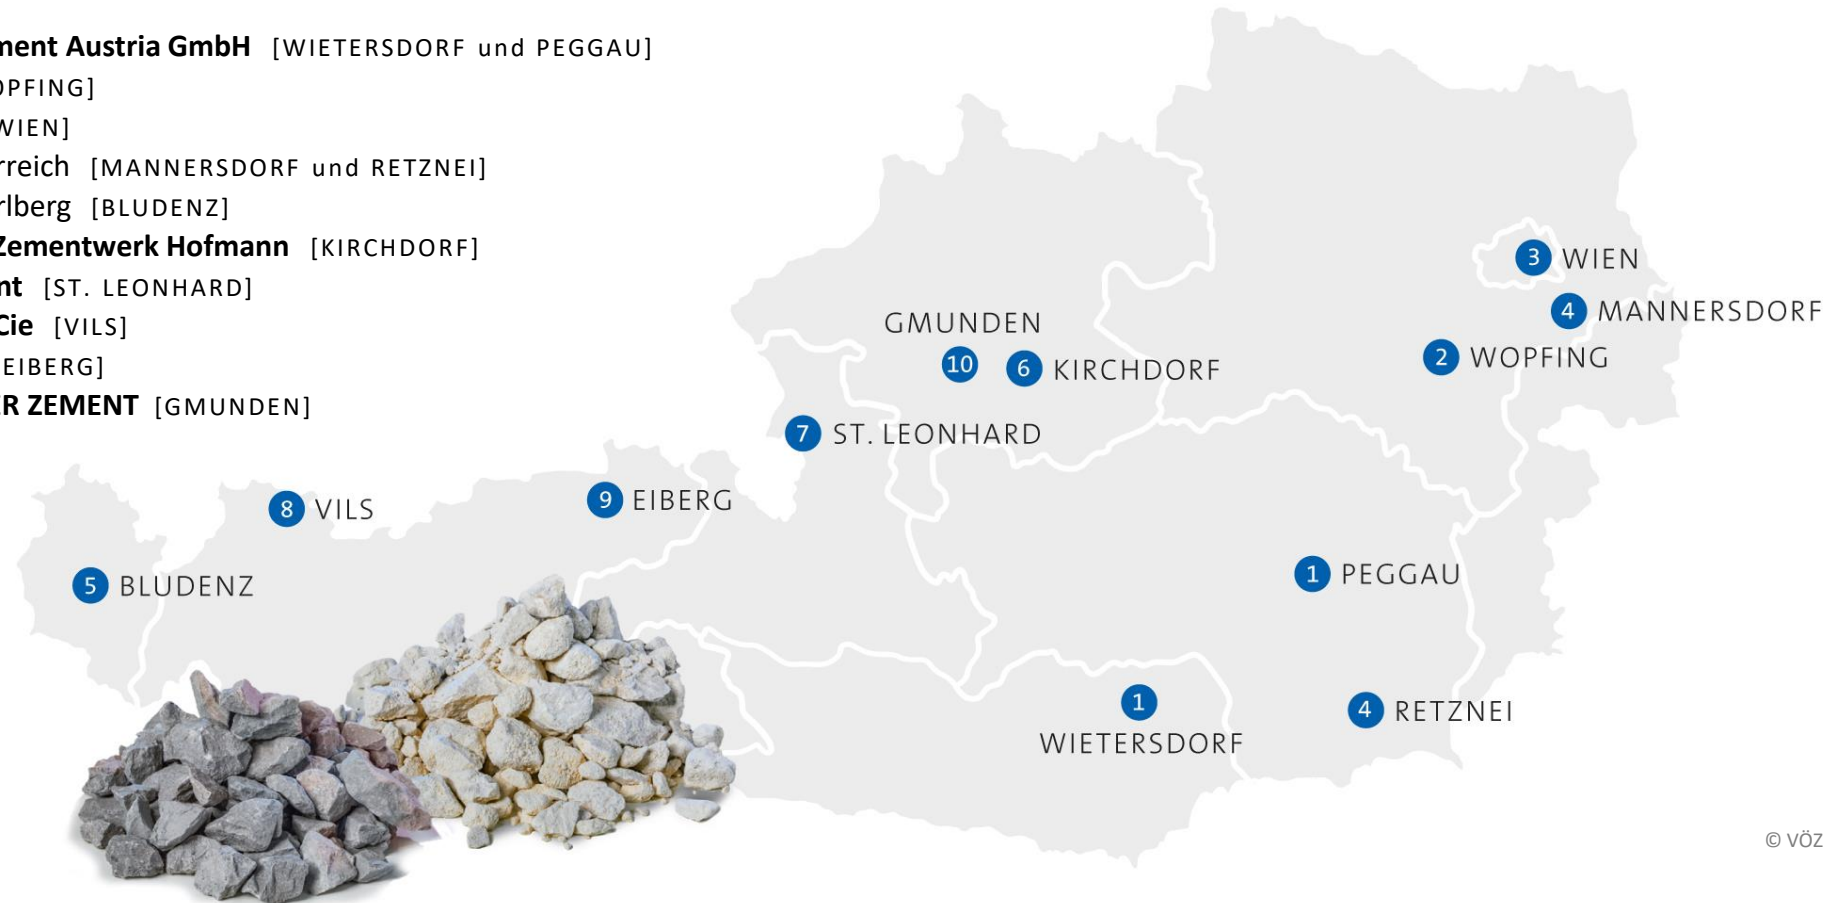 ment Austria GmbH [WIETERSDORF und PEGGAU]
OPFING]
WIEN]
rreich [MANNERSDORF und RETZNEI]
rlberg [BLUDENZ]
Zementwerk Hofmann [KIRCHDORF]
nt [ST. LEONHARD]
Cie [VILS]
EIBERG]
ER ZEMENT [GMUNDEN]
3 WIEN
4 MANNERSDORF
GMUNDEN
10
6 KIRCHDORF
2 WOPFING
7 ST. LEONHARD
8 VILS
9 EIBERG
5 BLUDENZ
1 PEGGAU
1
WIETERSDORF
4 RETZNEI
© VÖZ